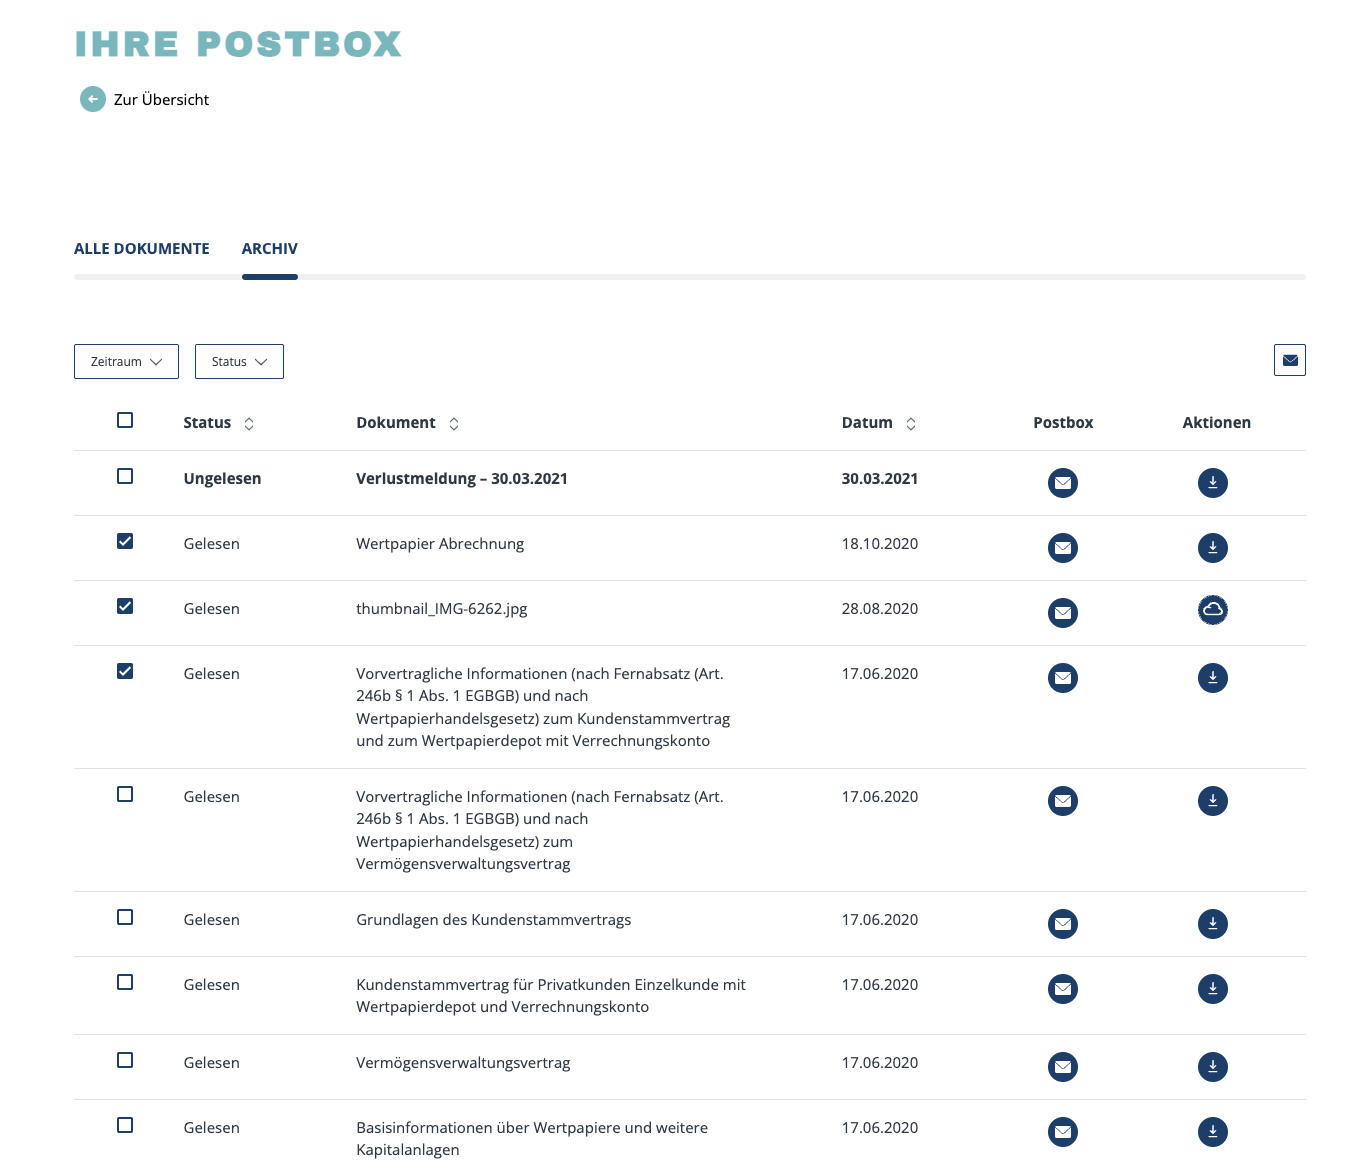 IHRE POSTBOX
Zur Übersicht
ALLE DOKUMENTE ARCHIV
Zeitraum Status
Status Dokument Datum Postbox Aktionen
Ungelesen Verlustmeldung – 30.03.2021 30.03.2021
Gelesen Wertpapier Abrechnung 18.10.2020
Gelesen thumbnail_IMG-6262.jpg 28.08.2020
Gelesen Vorvertragliche Informationen (nach Fernabsatz (Art. 17.06.2020
246b § 1 Abs. 1 EGBGB) und nach
Wertpapierhandelsgesetz) zum Kundenstammvertrag
und zum Wertpapierdepot mit Verrechnungskonto
Gelesen Vorvertragliche Informationen (nach Fernabsatz (Art. 17.06.2020
246b § 1 Abs. 1 EGBGB) und nach
Wertpapierhandelsgesetz) zum
Vermögensverwaltungsvertrag
Gelesen Grundlagen des Kundenstammvertrags 17.06.2020
Gelesen Kundenstammvertrag für Privatkunden Einzelkunde mit 17.06.2020
Wertpapierdepot und Verrechnungskonto
Gelesen Vermögensverwaltungsvertrag 17.06.2020
Gelesen Basisinformationen über Wertpapiere und weitere 17.06.2020
Kapitalanlagen